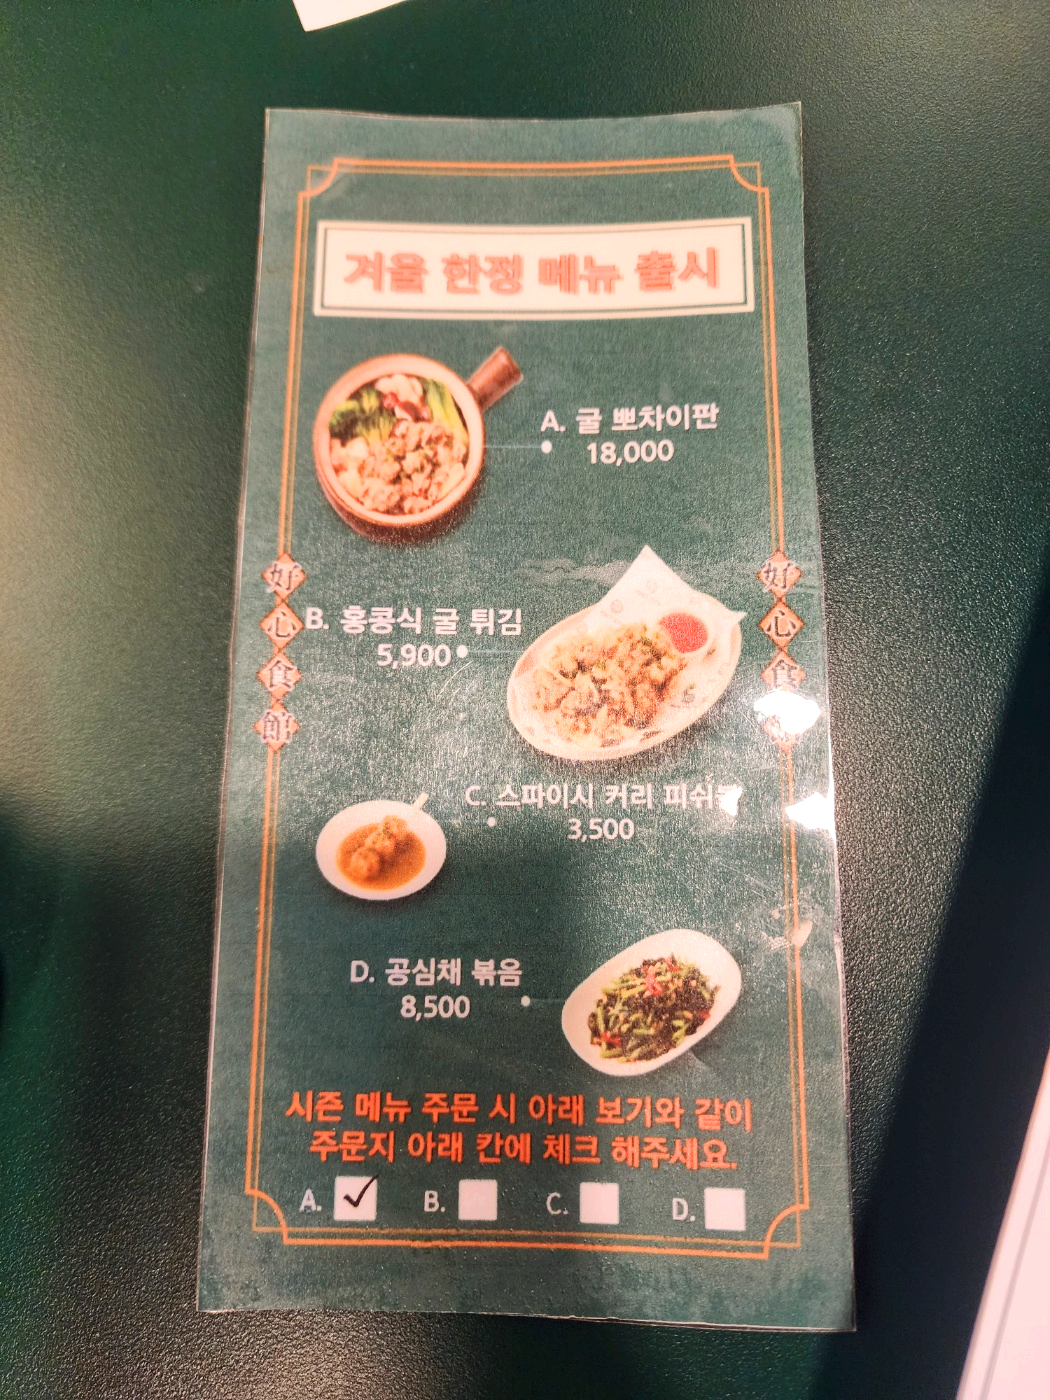 겨울 한정 메뉴 출시
A. 굴 뽀차이판
18,000
好
心
食
館
好
心
食
B. 홍콩식 굴 튀김
5,900
C. 스파이시 커리
3,500
D. 공심채 볶음
8,500
시즌 메뉴 주문 시 아래 보기와 같이
주문지 아래 칸에 체크 해주세요.
A. ✓ B. C. D.